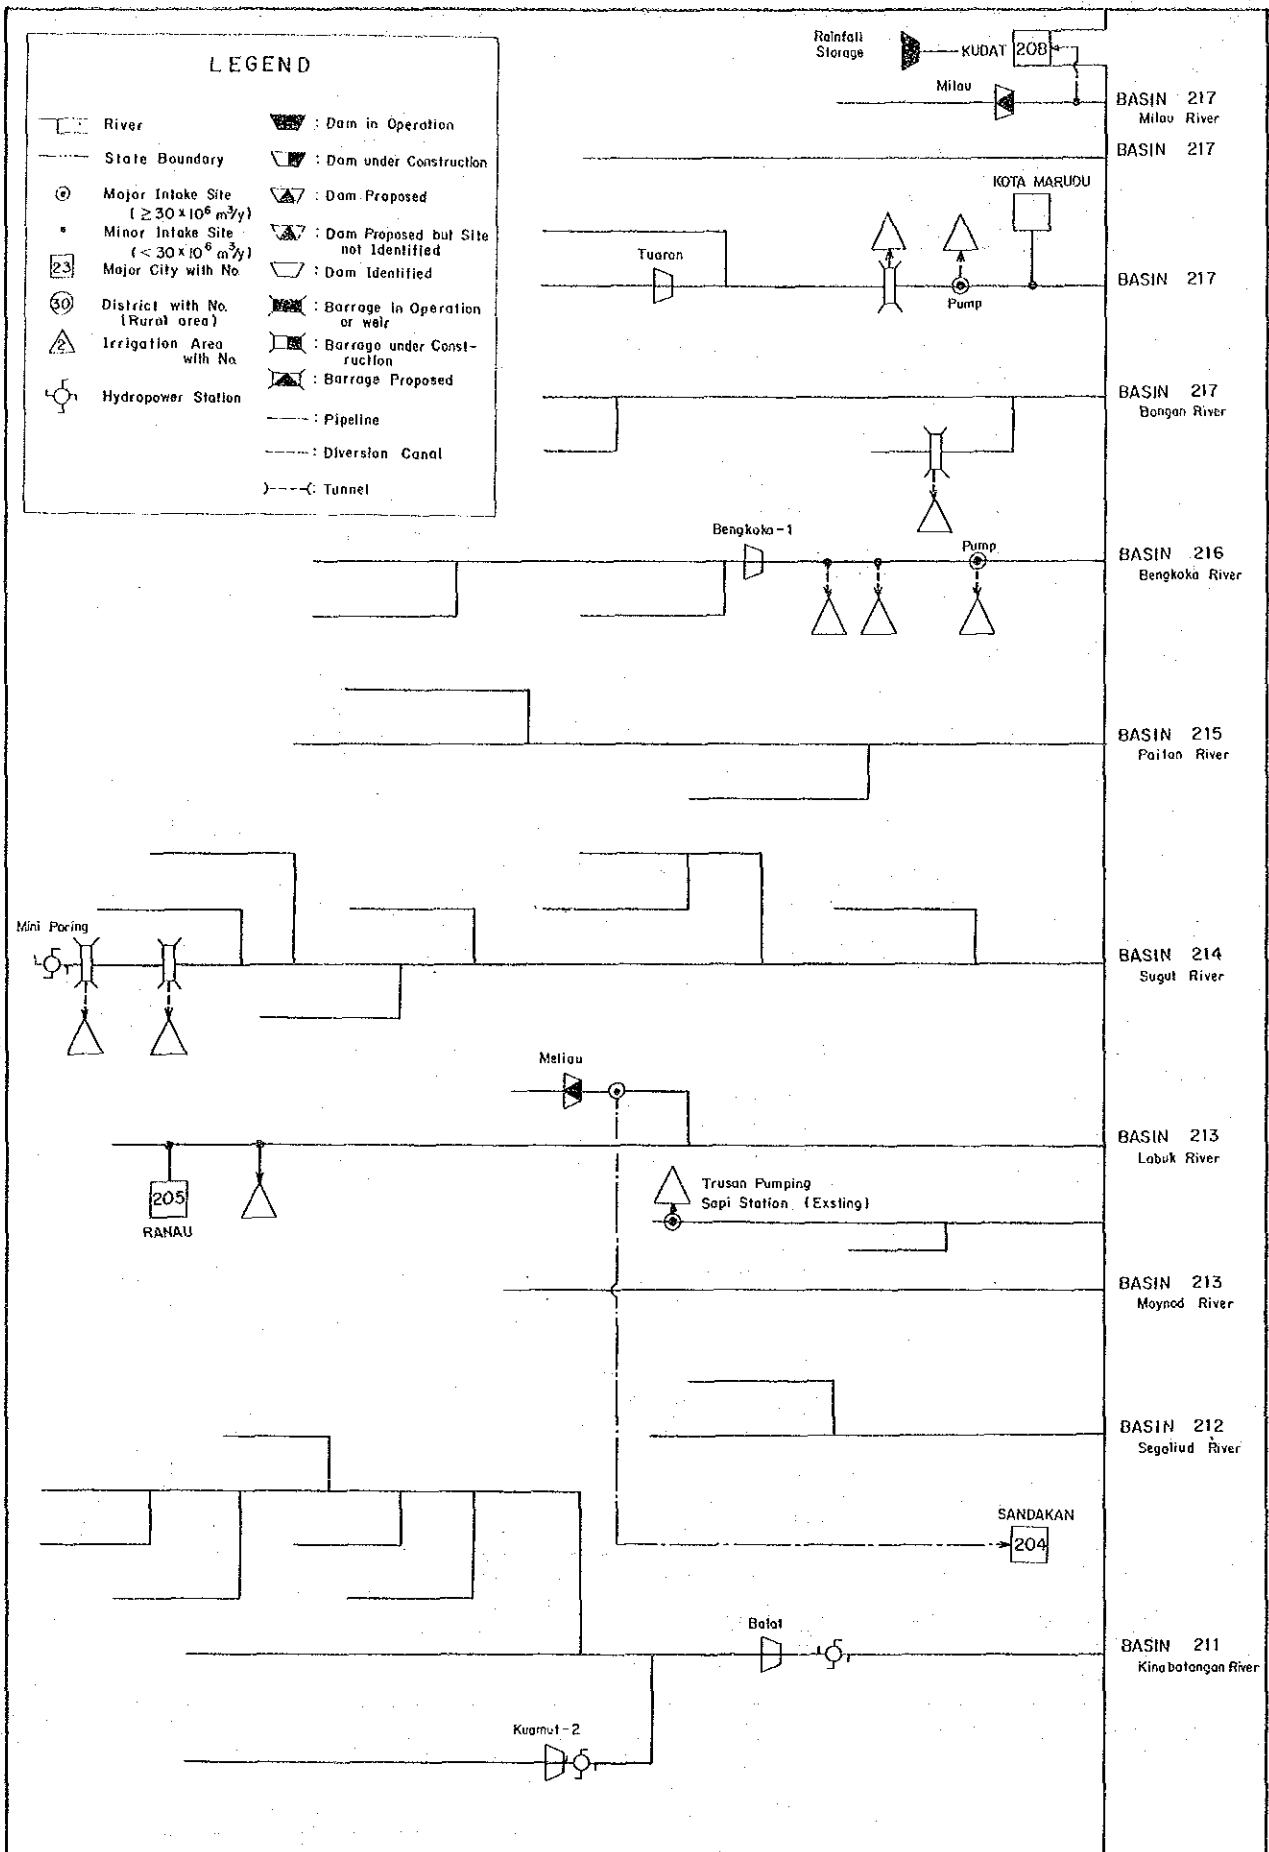 LEGEND
River
State Boundary
Major Intake Site
( ≥ 30 x 10⁶ m³/y)
Minor Intake Site
( < 30 x 10⁶ m³/y)
23
Major City with No.
30
District with No.
(Rural area)
2
Irrigation Area
with No.
Hydropower Station
: Dam in Operation
: Dam under Construction
: Dam Proposed
: Dam Proposed but Site
not Identified
: Dam Identified
: Barrage in Operation
or weir
: Barrage under Const-
ruction
: Barrage Proposed
: Pipeline
: Diversion Canal
: Tunnel
Rainfall
Storage
KUDAT
208
Milau
BASIN 217
Milau River
BASIN 217
KOTA MARUDU
Tuaran
Pump
BASIN 217
BASIN 217
Bongan River
Bengkoka-1
Pump
BASIN 216
Bengkoka River
BASIN 215
Paitan River
Mini Poring
BASIN 214
Sugut River
Meliau
BASIN 213
Labuk River
205
RANAU
Trusan Pumping
Sapi Station (Exsting)
BASIN 213
Moynod River
BASIN 212
Segaliud River
SANDAKAN
204
Balat
BASIN 211
Kinabatangan River
Kuamut-2